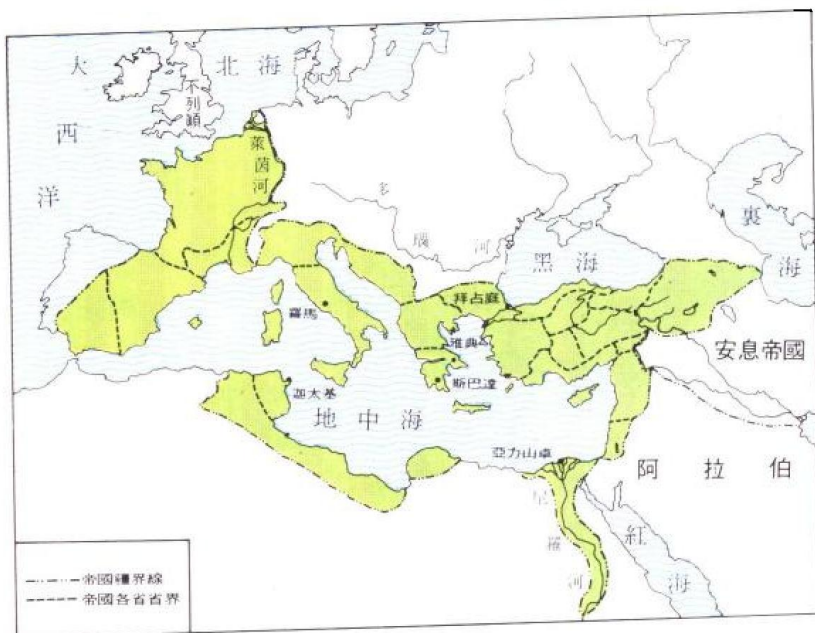 大西洋
北海
不列顛
萊茵河
多瑙河
裏海
黑海
拜占庭
羅馬
雅典
安息帝國
斯巴達
迦太基
地中海
亞力山卓
阿拉伯
尼羅河
紅海
帝國疆界線
帝國各省省界